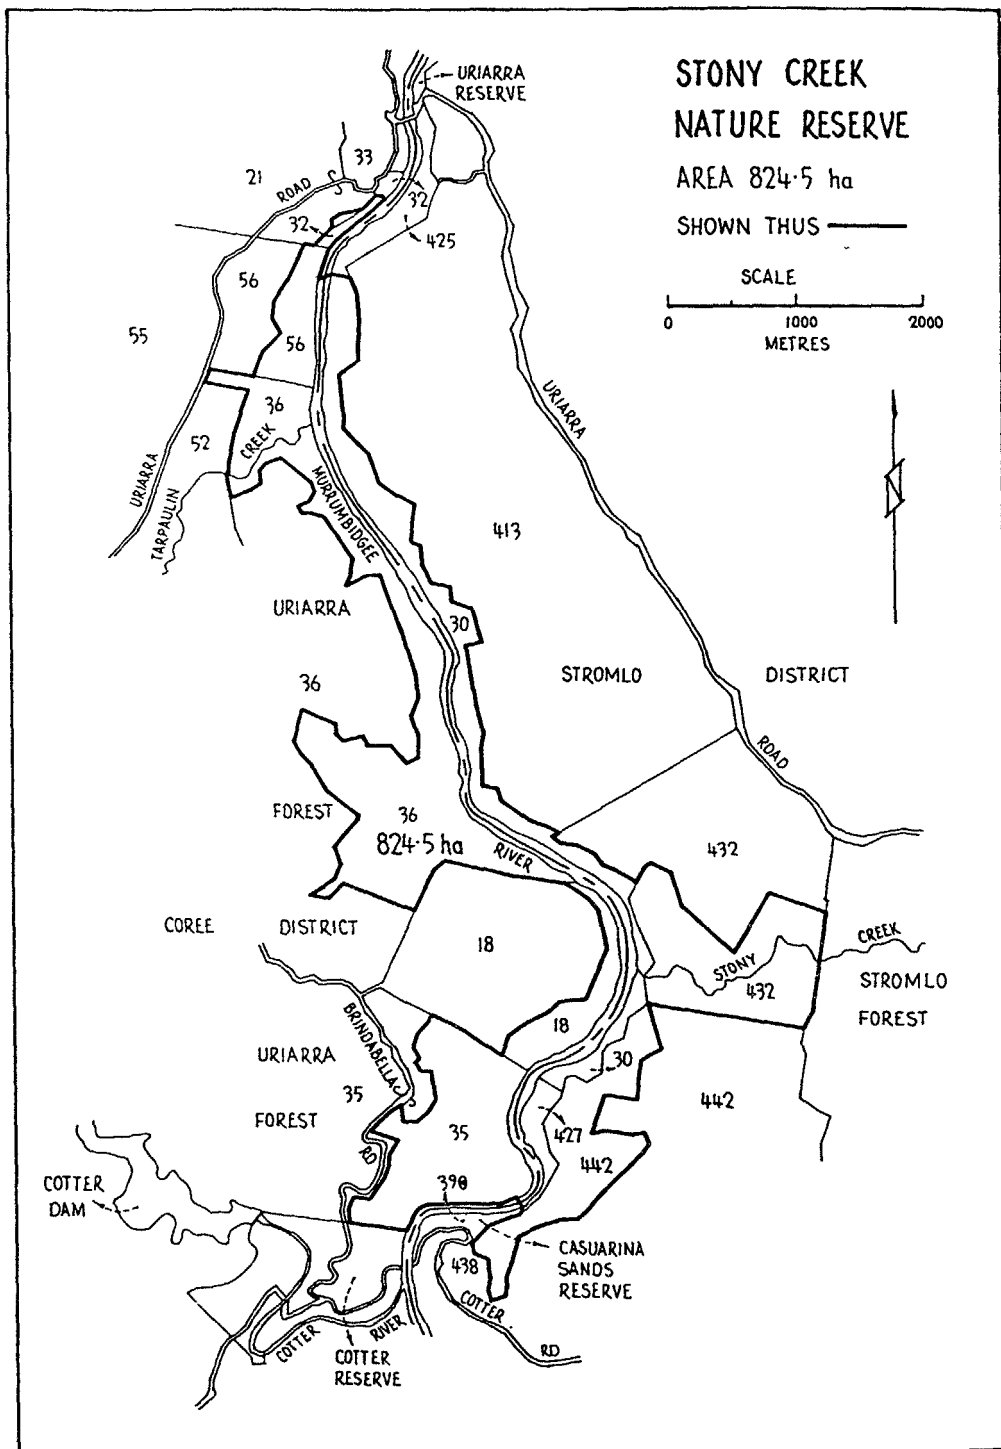 STONY CREEK
NATURE RESERVE
AREA 824·5 ha
SHOWN THUS
SCALE
0 1000 2000
METRES
URIARRA
RESERVE
33
21
ROAD
32
32
425
56
55
56
36
52
CREEK
URIARRA
TARPAULIN
MURRUMBIDGEE
URIARRA
413
30
URIARRA
36
STROMLO
DISTRICT
ROAD
FOREST
36
824·5 ha
RIVER
432
COREE
DISTRICT
18
STONY
CREEK
432
STROMLO
FOREST
18
BRINDABELLA
URIARRA
35
30
442
FOREST
35
427
442
RD
COTTER
DAM
398
438
CASUARINA
SANDS
RESERVE
COTTER
RD
COTTER
RIVER
COTTER
RESERVE